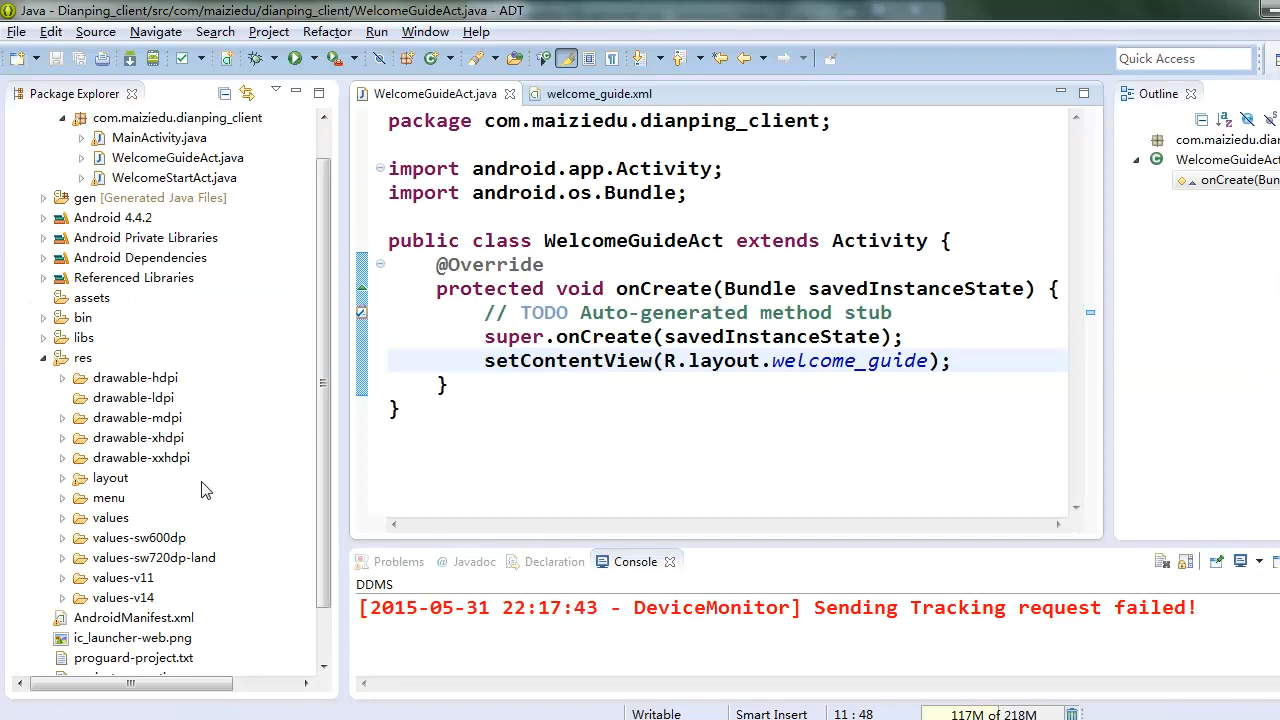 Java - Dianping_client/src/com/maiziedu/dianping_client/WelcomeGuideAct.java - ADT
File Edit Source Navigate Search Project Refactor Run Window Help
Quick Access
Package Explorer
com.maiziedu.dianping_client
MainActivity.java
WelcomeGuideAct.java
WelcomeStartAct.java
gen [Generated Java Files]
Android 4.4.2
Android Private Libraries
Android Dependencies
Referenced Libraries
assets
bin
libs
res
drawable-hdpi
drawable-ldpi
drawable-mdpi
drawable-xhdpi
drawable-xxhdpi
layout
menu
values
values-sw600dp
values-sw720dp-land
values-v11
values-v14
AndroidManifest.xml
ic_launcher-web.png
proguard-project.txt
WelcomeGuideAct.java welcome_guide.xml
package com.maiziedu.dianping_client;
import android.app.Activity;
import android.os.Bundle;
public class WelcomeGuideAct extends Activity {
@Override
protected void onCreate(Bundle savedInstanceState) {
// TODO Auto-generated method stub
super.onCreate(savedInstanceState);
setContentView(R.layout.welcome_guide);
}
}
Outline
com.maiziedu.dian
WelcomeGuideAct
onCreate(Bun
Problems @ Javadoc Declaration Console
DDMS
[2015-05-31 22:17:43 - DeviceMonitor] Sending Tracking request failed!
Writable Smart Insert 11 : 48 117M of 218M